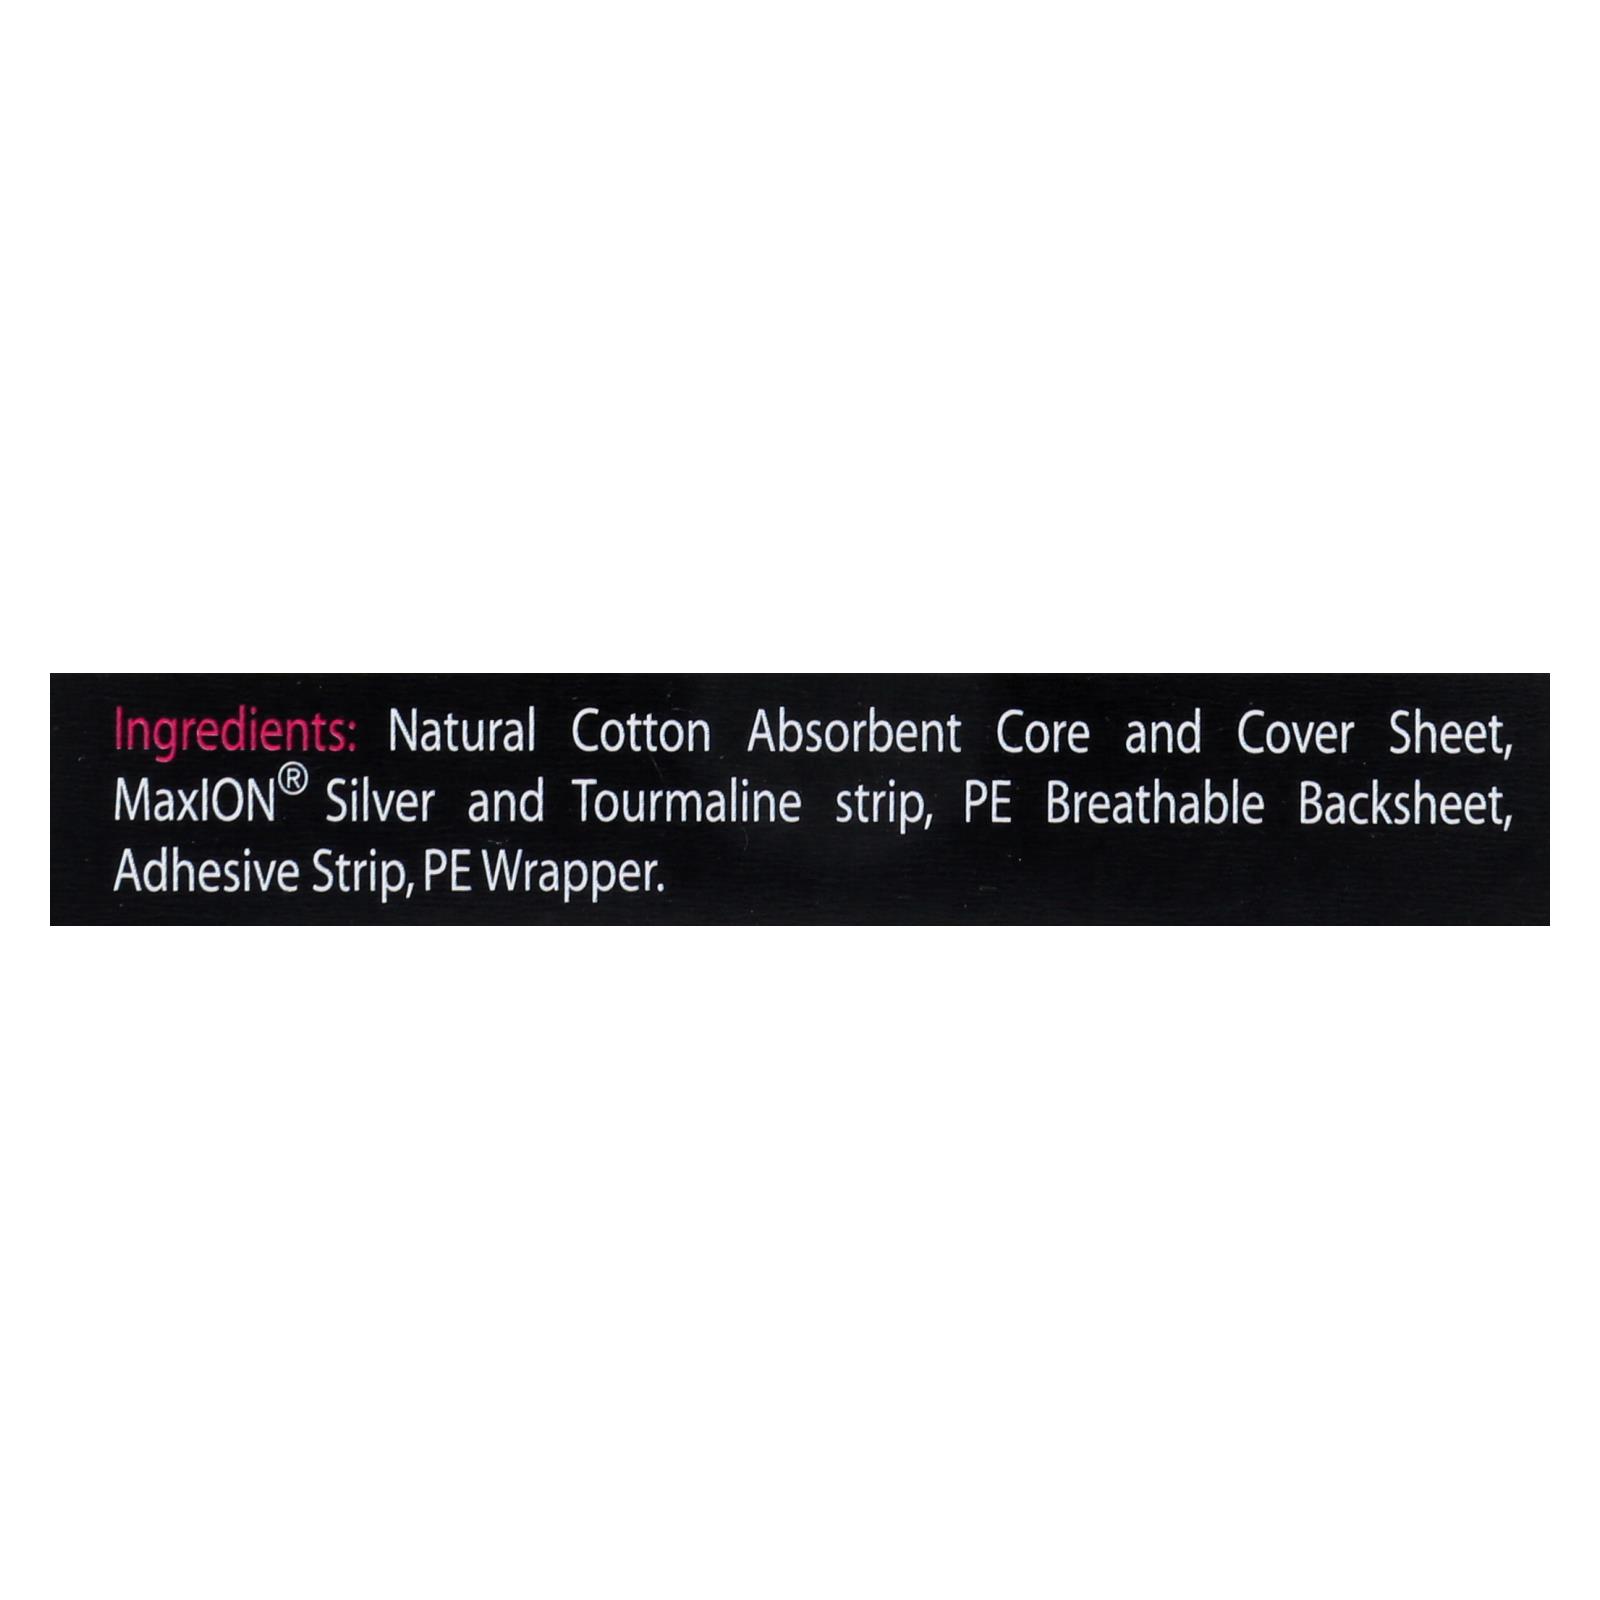 Ingredients: Natural Cotton Absorbent Core and Cover Sheet,
MaxION® Silver and Tourmaline strip, PE Breathable Backsheet,
Adhesive Strip, PE Wrapper.